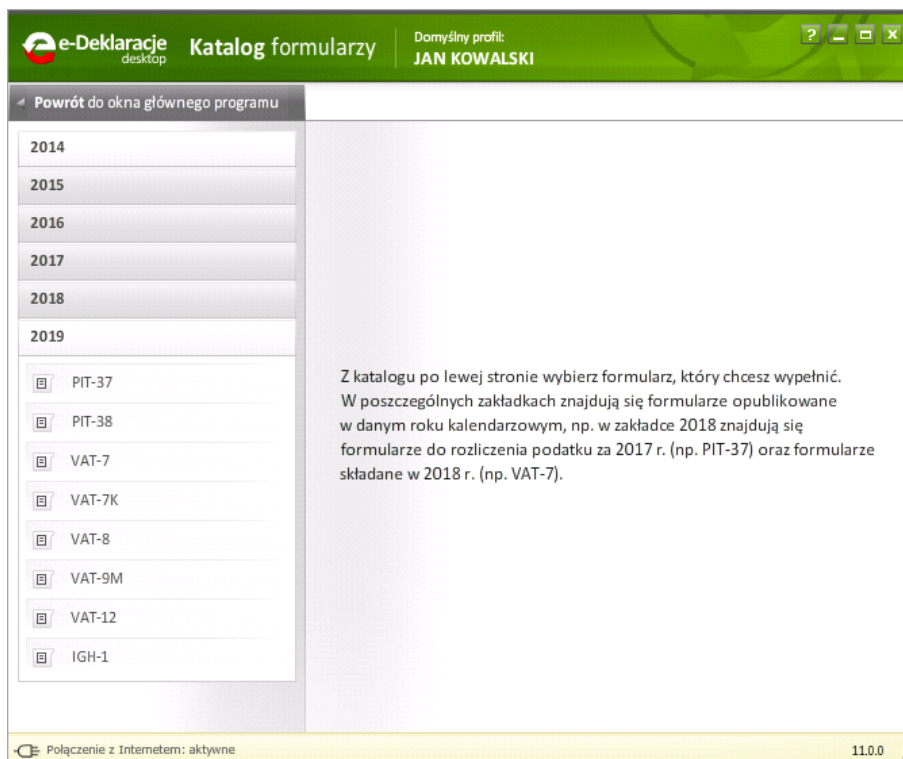 e-Deklaracje
desktop
Katalog formularzy
Domyślny profil:
JAN KOWALSKI
?
Powrót do okna głównego programu
2014
2015
2016
2017
2018
2019
PIT-37
PIT-38
VAT-7
VAT-7K
VAT-8
VAT-9M
VAT-12
IGH-1
Z katalogu po lewej stronie wybierz formularz, który chcesz wypełnić.
W poszczególnych zakładkach znajdują się formularze opublikowane
w danym roku kalendarzowym, np. w zakładce 2018 znajdują się
formularze do rozliczenia podatku za 2017 r. (np. PIT-37) oraz formularze
składane w 2018 r. (np. VAT-7).
Połączenie z Internetem: aktywne
11.0.0